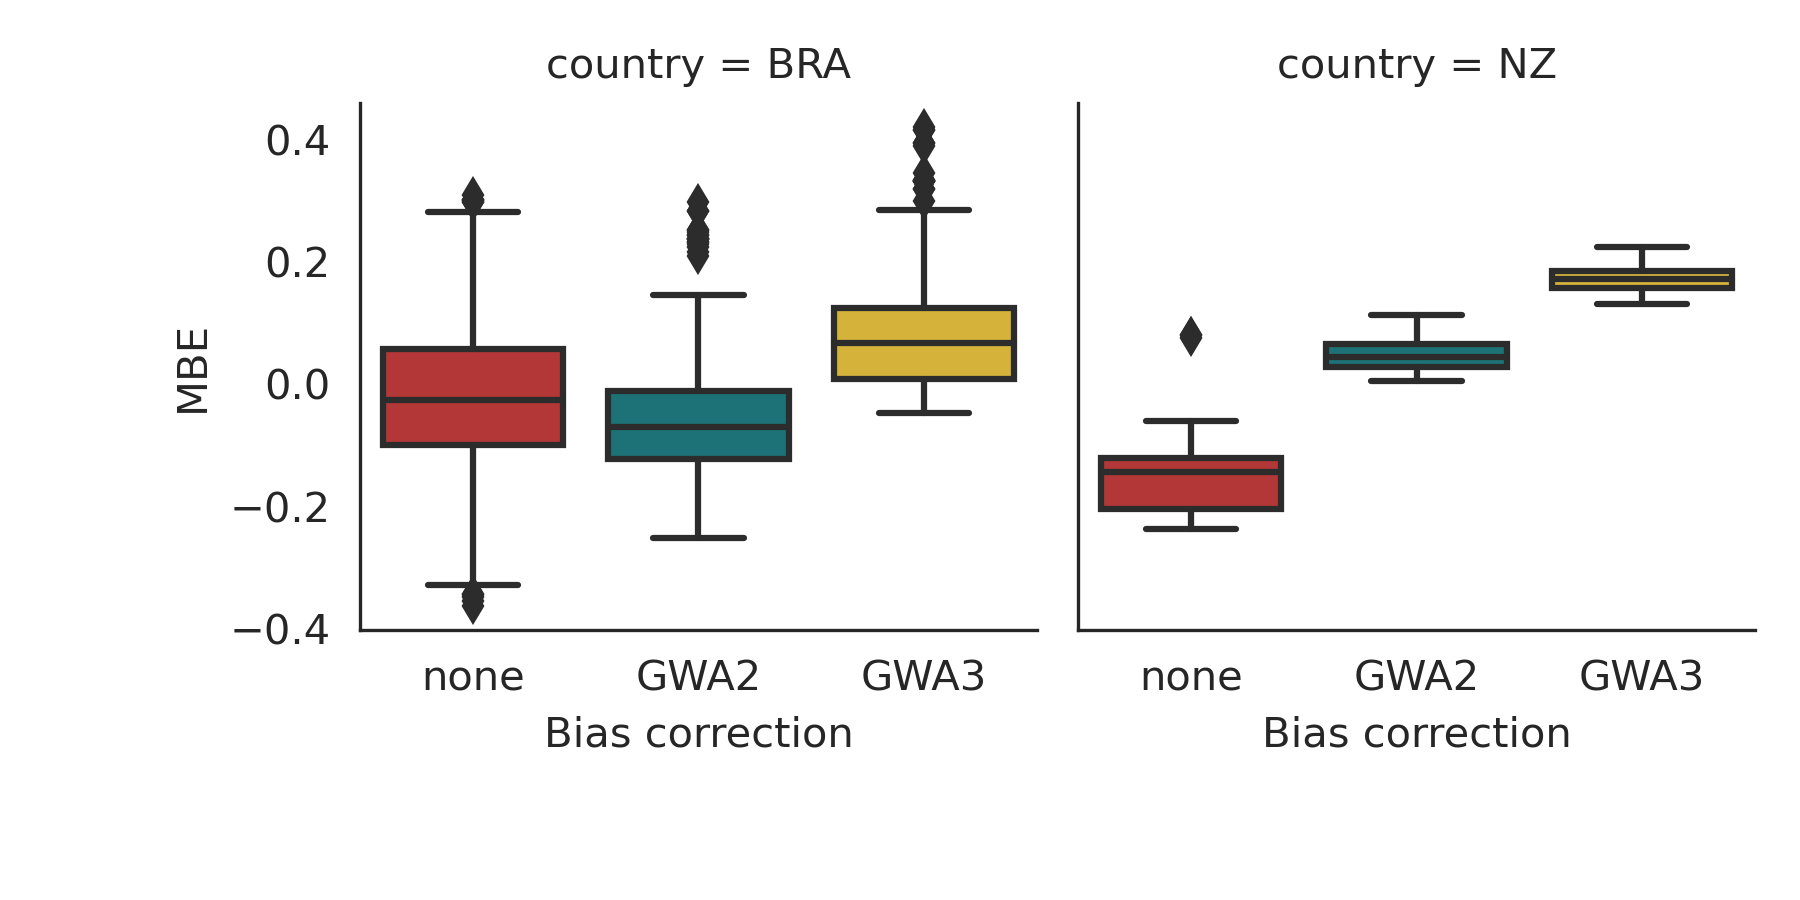 country = BRA
country = NZ
MBE
0.4
0.2
0.0
−0.2
−0.4
none GWA2 GWA3
none GWA2 GWA3
Bias correction
Bias correction